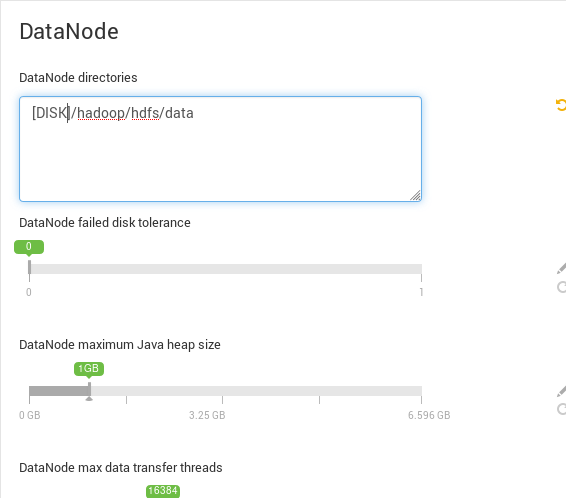 DataNode
DataNode directories
[DISK]/hadoop/hdfs/data
DataNode failed disk tolerance
0
0 1
DataNode maximum Java heap size
1GB
0 GB 3.25 GB 6.596 GB
DataNode max data transfer threads
16384